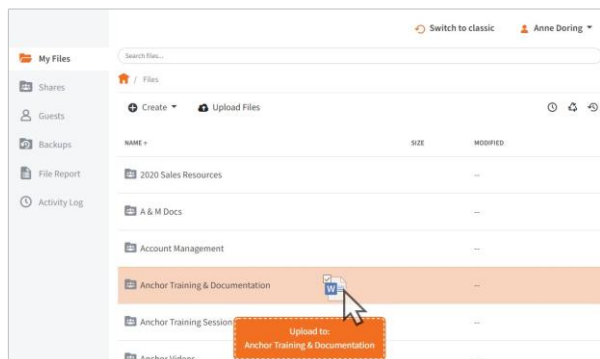 Switch to classic
Anne Doring
My Files
Search files...
Shares
/ Files
Guests
Create
Upload Files
Backups
NAME
SIZE
MODIFIED
File Report
2020 Sales Resources
--
Activity Log
A & M Docs
--
Account Management
--
Anchor Training & Documentation
W
--
Anchor Training Session
--
Upload to:
Anchor Training & Documentation
Anchor Videos